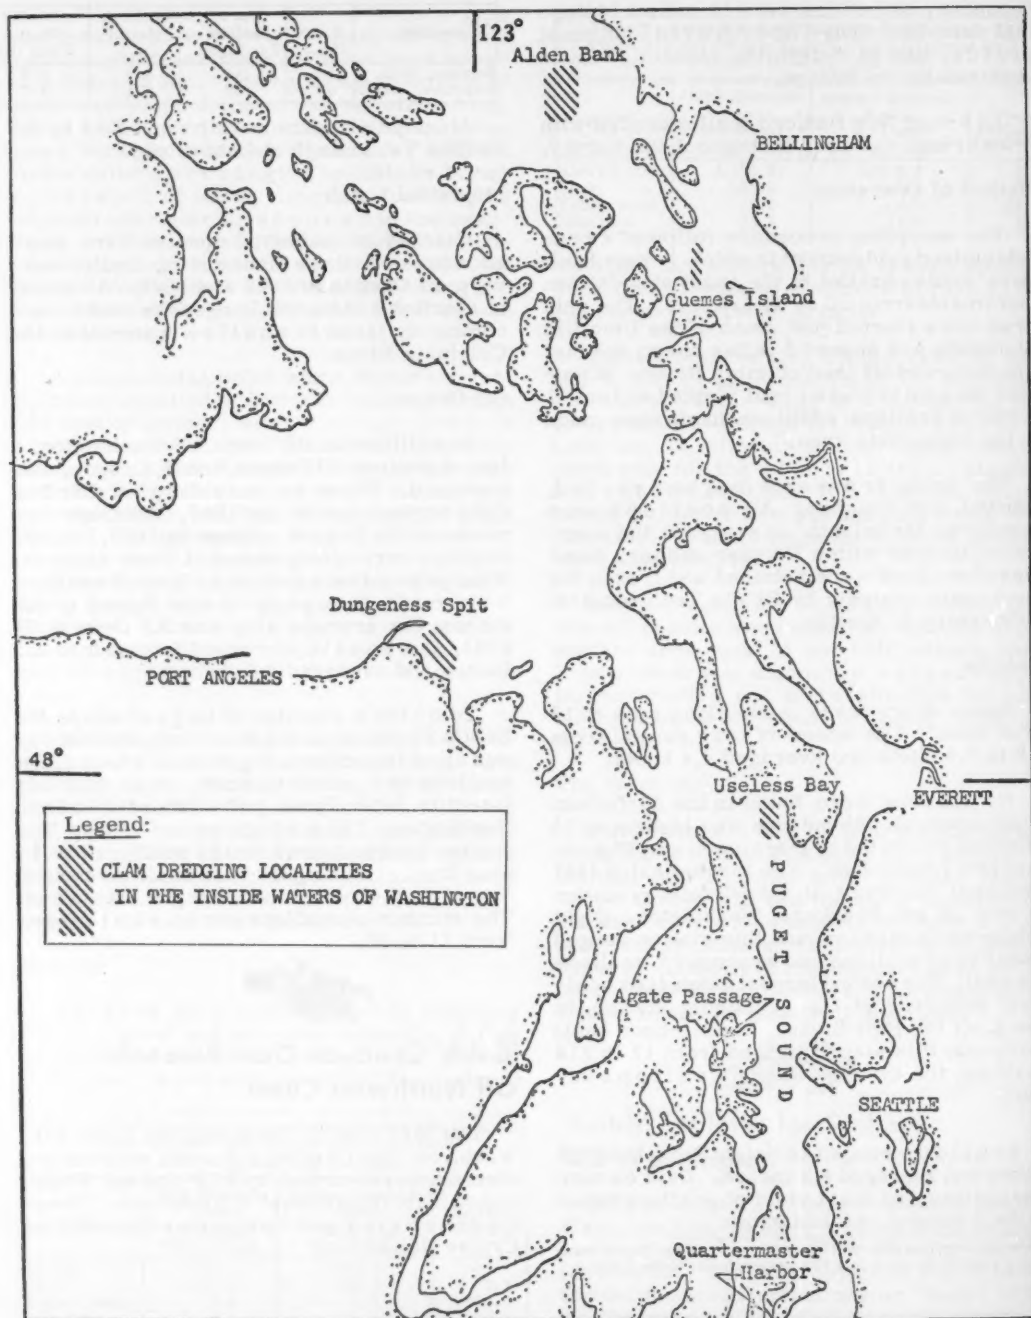 123°
Alden Bank
BELLINGHAM
Guemes Island
Dungeness Spit
PORT ANGELES
48°
Useless Bay
EVERETT
Legend:
CLAM DREDGING LOCALITIES
IN THE INSIDE WATERS OF WASHINGTON
PUGET SOUND
Agate Passage
SEATTLE
Quartermaster
Harbor